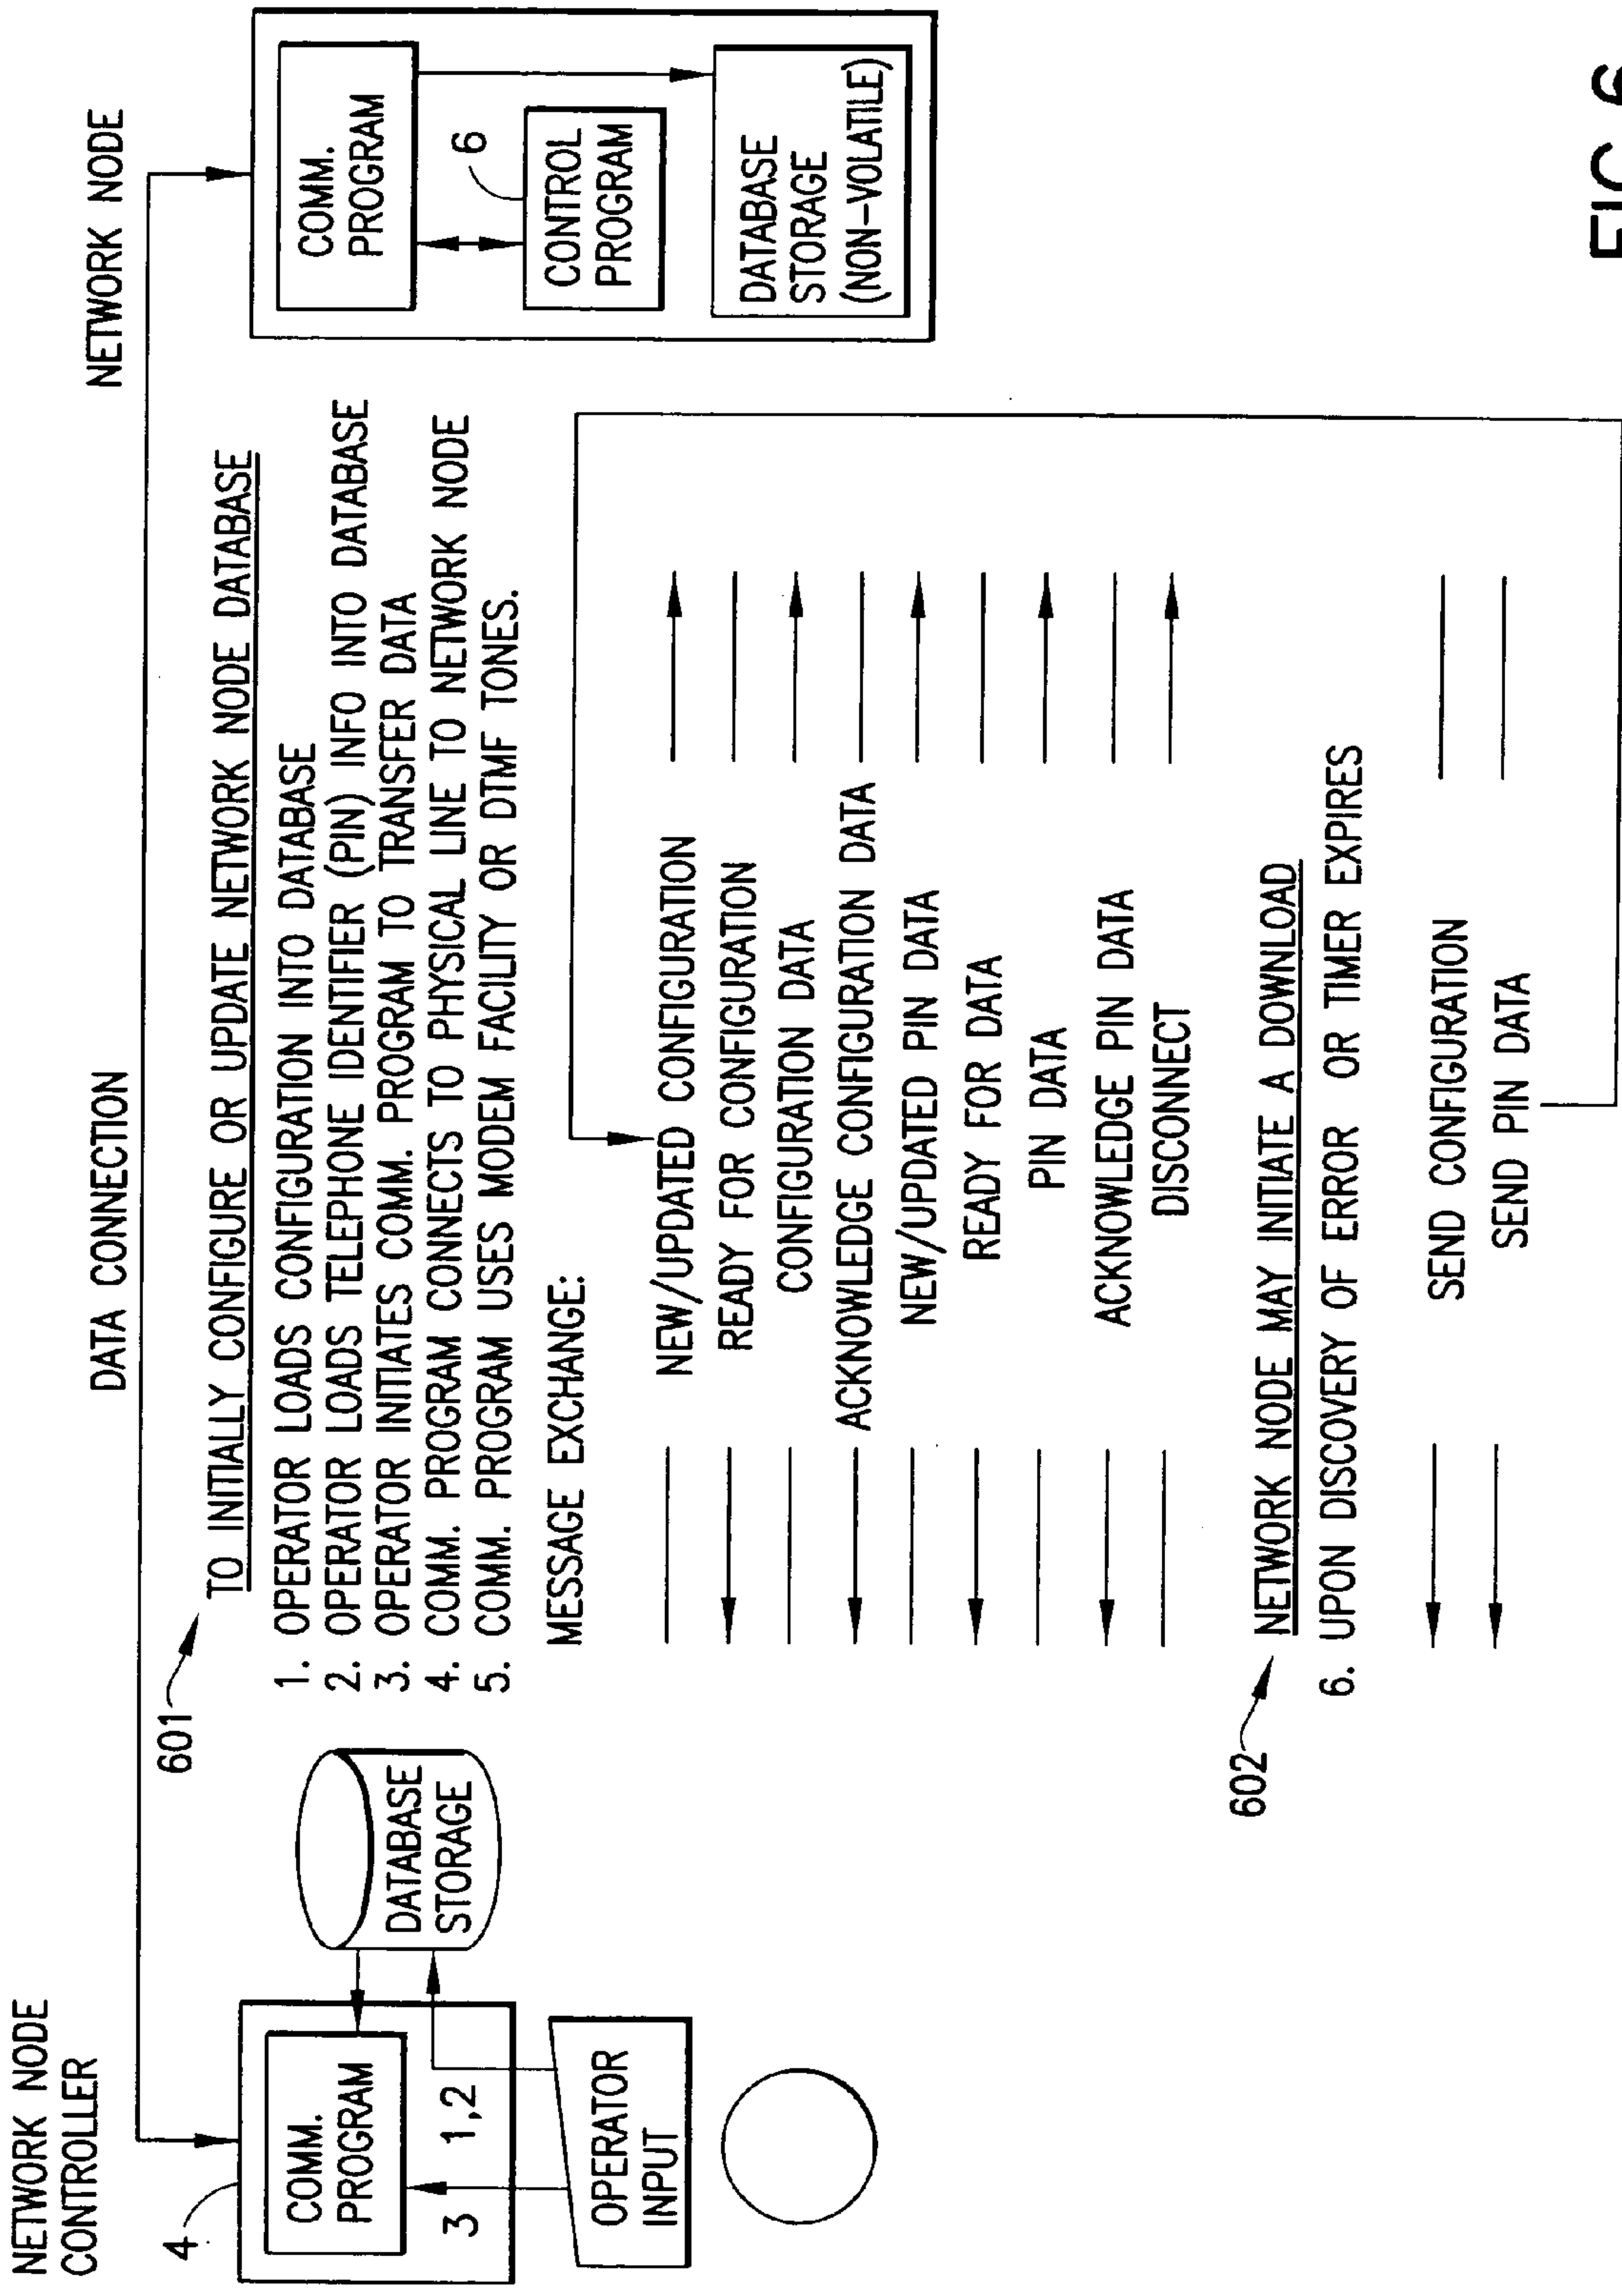 NETWORK NODE
CONTROLLER
DATA CONNECTION
NETWORK NODE
4
COMM.
PROGRAM
3
1,2
DATABASE
STORAGE
OPERATOR
INPUT
601
TO INITIALLY CONFIGURE OR UPDATE NETWORK NODE DATABASE
1. OPERATOR LOADS CONFIGURATION INTO DATABASE
2. OPERATOR LOADS TELEPHONE IDENTIFIER (PIN) INFO INTO DATABASE
3. OPERATOR INITIATES COMM. PROGRAM TO TRANSFER DATA
4. COMM. PROGRAM CONNECTS TO PHYSICAL LINE TO NETWORK NODE
5. COMM. PROGRAM USES MODEM FACILITY OR DTMF TONES.
MESSAGE EXCHANGE:
NEW/UPDATED CONFIGURATION
READY FOR CONFIGURATION
CONFIGURATION DATA
ACKNOWLEDGE CONFIGURATION DATA
NEW/UPDATED PIN DATA
READY FOR DATA
PIN DATA
ACKNOWLEDGE PIN DATA
DISCONNECT
602
NETWORK NODE MAY INITIATE A DOWNLOAD
6. UPON DISCOVERY OF ERROR OR TIMER EXPIRES
SEND CONFIGURATION
SEND PIN DATA
COMM.
PROGRAM
6
CONTROL
PROGRAM
DATABASE
STORAGE
(NON-VOLATILE)
FIG. 6